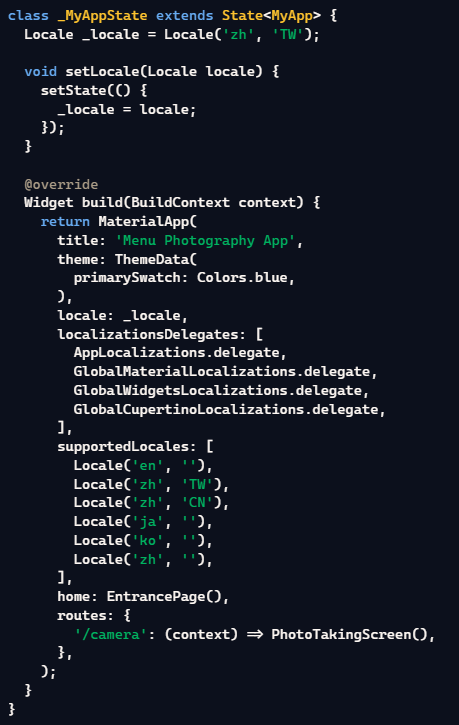 class _MyAppState extends State<MyApp> {
  Locale _locale = Locale('zh', 'TW');

  void setLocale(Locale locale) {
    setState(() {
      _locale = locale;
    });
  }

  @override
  Widget build(BuildContext context) {
    return MaterialApp(
      title: 'Menu Photography App',
      theme: ThemeData(
        primarySwatch: Colors.blue,
      ),
      locale: _locale,
      localizationsDelegates: [
        AppLocalizations.delegate,
        GlobalMaterialLocalizations.delegate,
        GlobalWidgetsLocalizations.delegate,
        GlobalCupertinoLocalizations.delegate,
      ],
      supportedLocales: [
        Locale('en', ''),
        Locale('zh', 'TW'),
        Locale('zh', 'CN'),
        Locale('ja', ''),
        Locale('ko', ''),
        Locale('zh', ''),
      ],
      home: EntrancePage(),
      routes: {
        '/camera': (context) => PhotoTakingScreen(),
      },
    );
  }
}